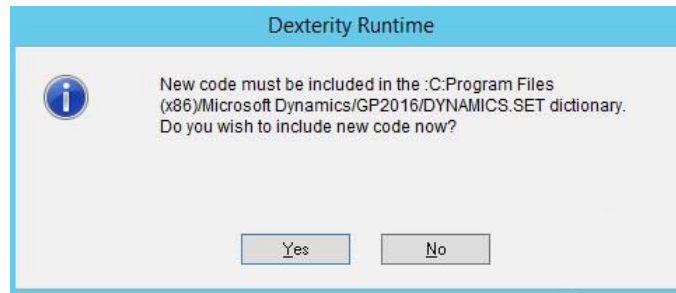 Dexterity Runtime
New code must be included in the :C:Program Files
(x86)/Microsoft Dynamics/GP2016/DYNAMICS.SET dictionary.
Do you wish to include new code now?
Yes
No